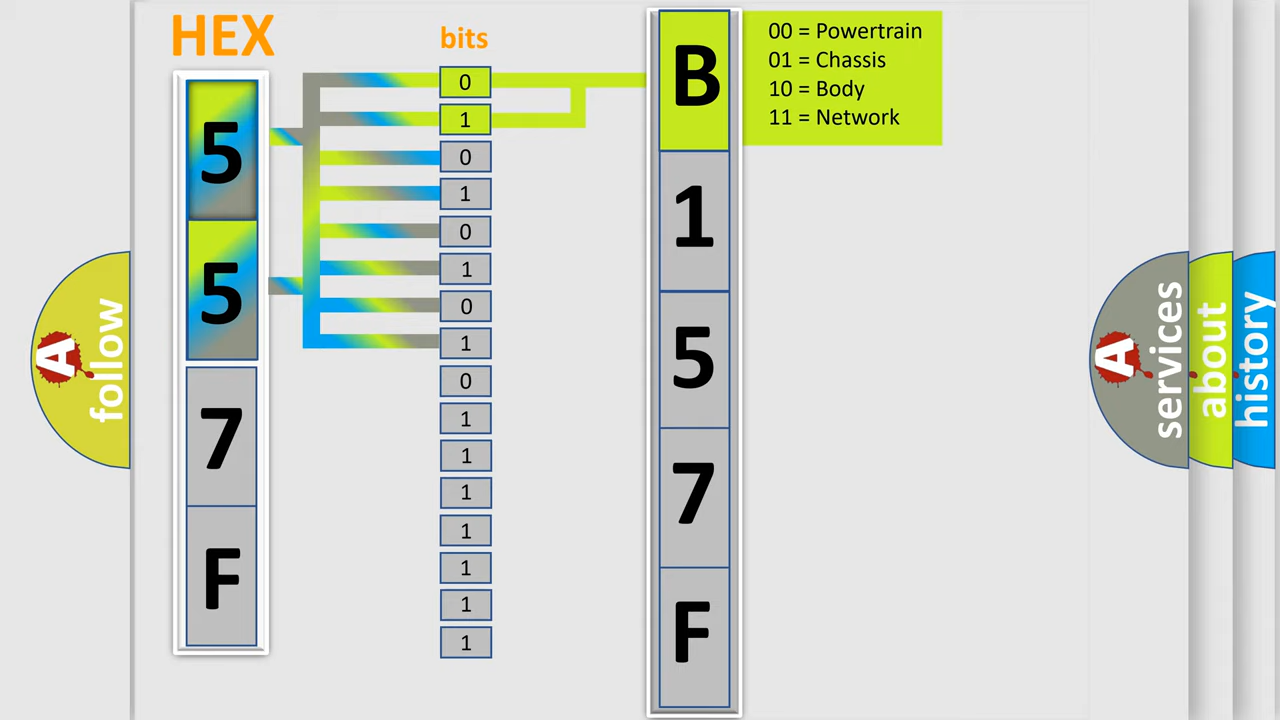 HEX
bits
5
5
7
F
0
1
0
1
0
1
0
1
0
1
1
1
1
1
1
1
B
1
5
7
F
00 = Powertrain
01 = Chassis
10 = Body
11 = Network
A
follow
A
services
about
history